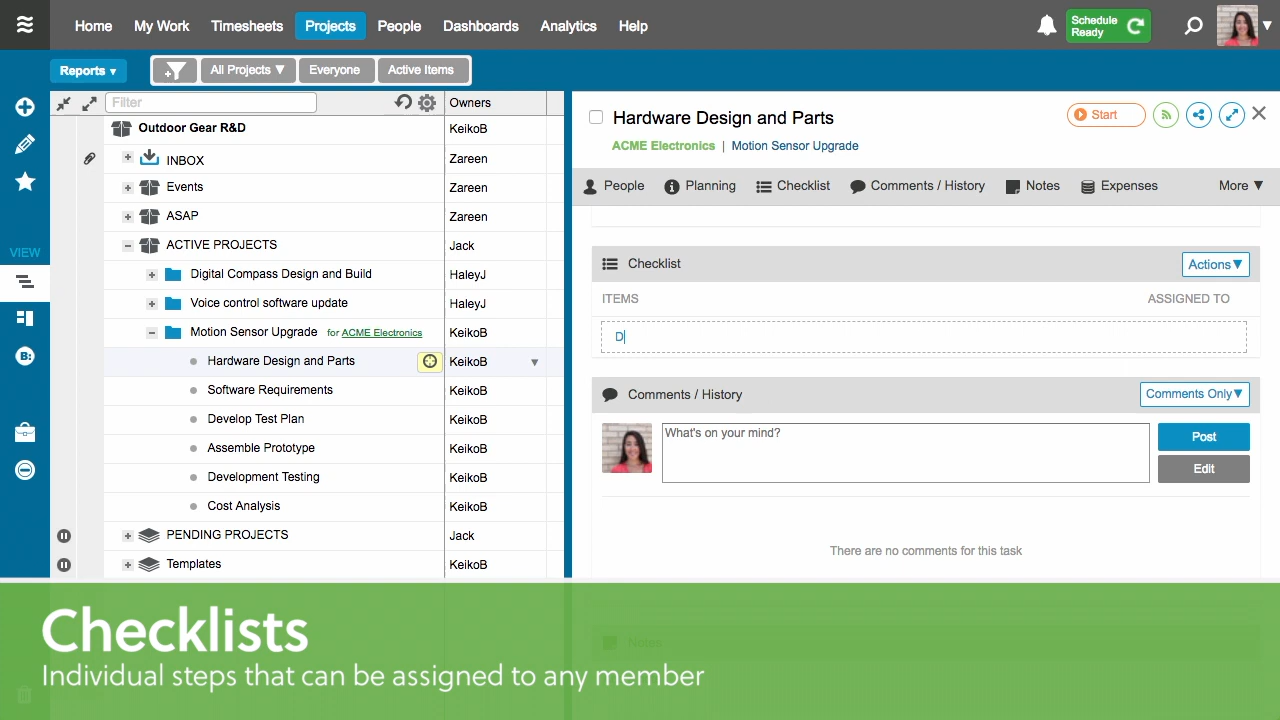 Home My Work Timesheets Projects People Dashboards Analytics Help
Schedule
Ready
Reports ▾ All Projects ▼ Everyone Active Items
Filter Owners
Outdoor Gear R&D KeikoB
INBOX Zareen
Events Zareen
ASAP Zareen
VIEW
ACTIVE PROJECTS Jack
Digital Compass Design and Build HaleyJ
Voice control software update HaleyJ
Motion Sensor Upgrade for ACME Electronics KeikoB
B:
Hardware Design and Parts KeikoB
Software Requirements KeikoB
Develop Test Plan KeikoB
Assemble Prototype KeikoB
Development Testing KeikoB
Cost Analysis KeikoB
PENDING PROJECTS Jack
Templates KeikoB
Hardware Design and Parts Start
ACME Electronics | Motion Sensor Upgrade
People Planning Checklist Comments / History Notes Expenses More ▼
Checklist Actions▼
ITEMS ASSIGNED TO
D
Comments / History Comments Only▼
What's on your mind?
Post
Edit
There are no comments for this task
Notes
Checklists
Individual steps that can be assigned to any member